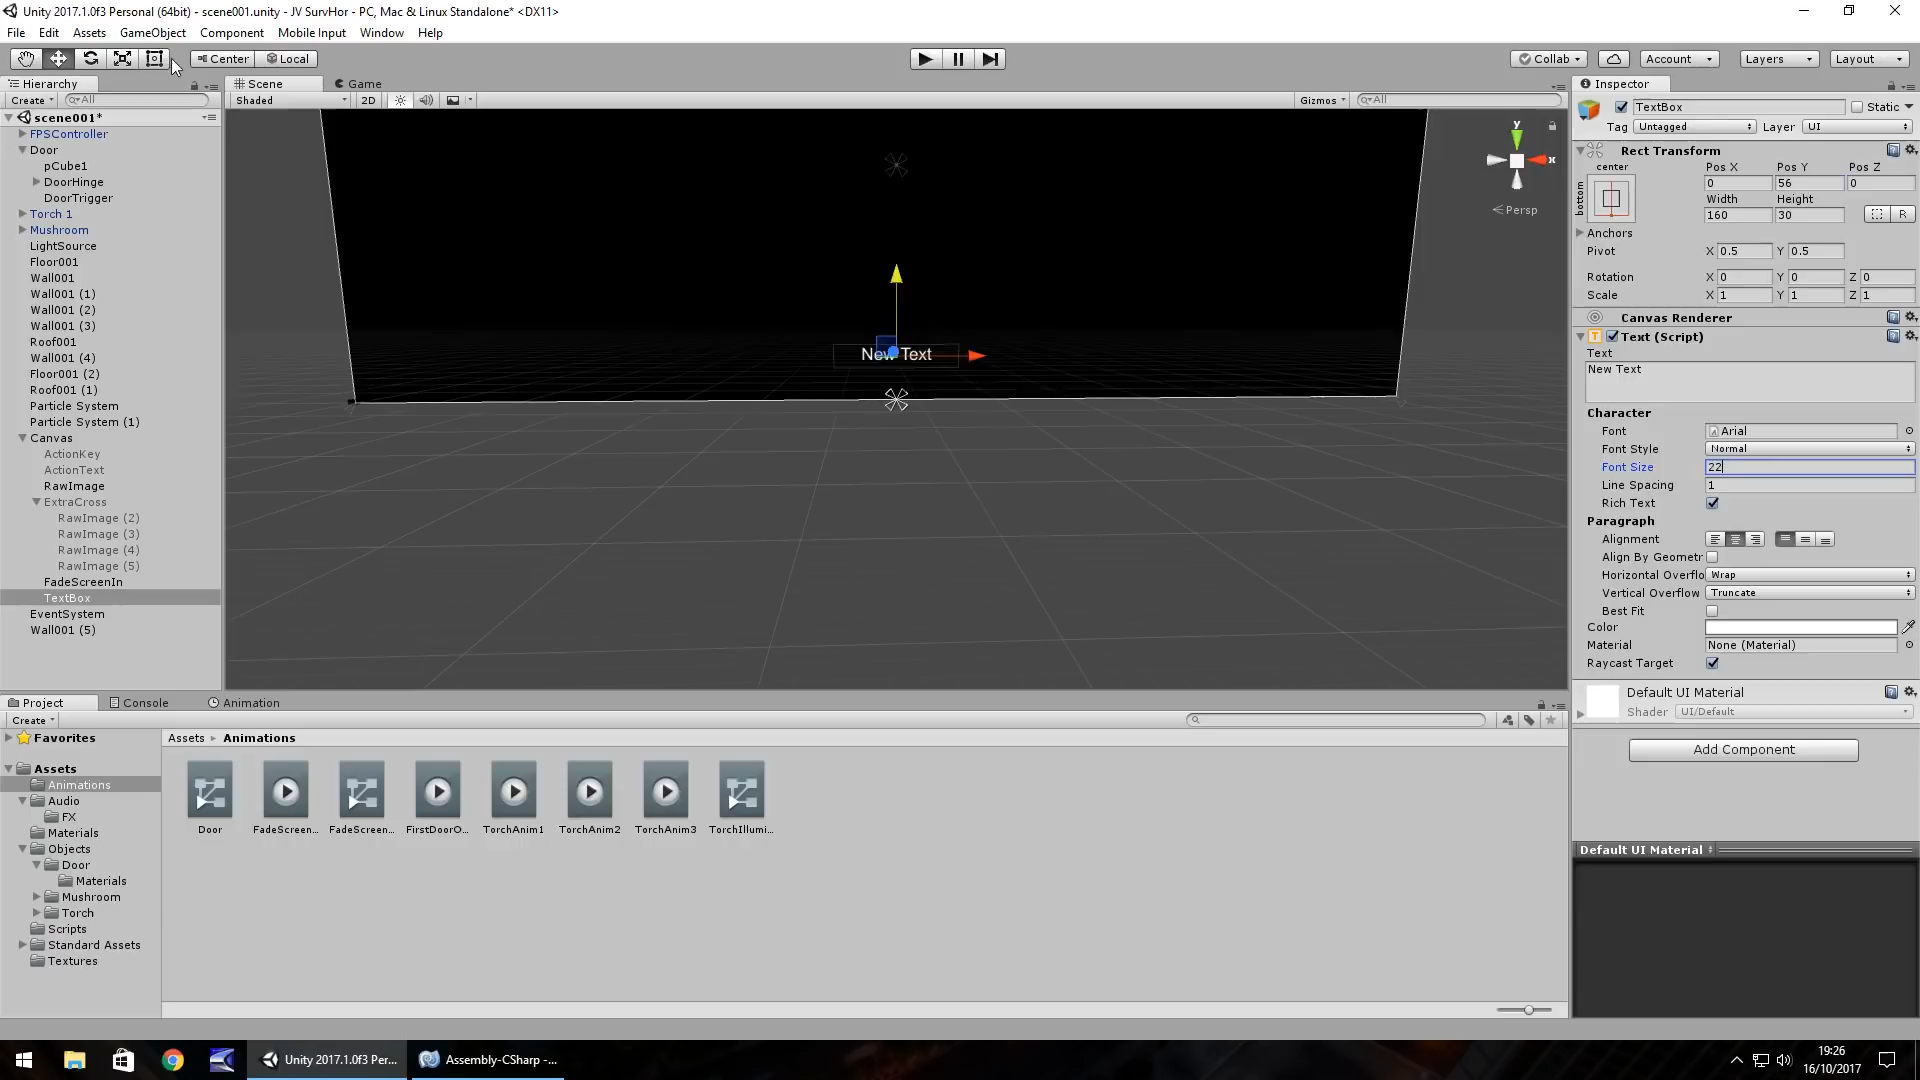 Unity 2017.1.0f3 Personal (64bit) - scene001.unity - JV SurvHor - PC, Mac & Linux Standalone* <DX11>
File Edit Assets GameObject Component Mobile Input Window Help
Center Local
Collab Account Layers Layout
Hierarchy
Create All
scene001*
FPSController
Door
pCube1
DoorHinge
DoorTrigger
Torch 1
Mushroom
LightSource
Floor001
Wall001
Wall001 (1)
Wall001 (2)
Wall001 (3)
Roof001
Wall001 (4)
Floor001 (2)
Roof001 (1)
Particle System
Particle System (1)
Canvas
ActionKey
ActionText
RawImage
ExtraCross
RawImage (2)
RawImage (3)
RawImage (4)
RawImage (5)
FadeScreenIn
TextBox
EventSystem
Wall001 (5)
Scene Game
Shaded 2D Gizmos All
y
x
Persp
New Text
Inspector
TextBox Static
Tag Untagged Layer UI
Rect Transform
center Pos X Pos Y Pos Z
bottom 0 56 0
Width Height
160 30 R
Anchors
Pivot X 0.5 Y 0.5
Rotation X 0 Y 0 Z 0
Scale X 1 Y 1 Z 1
Canvas Renderer
Text (Script)
Text
New Text
Character
Font Arial
Font Style Normal
Font Size 22
Line Spacing 1
Rich Text
Paragraph
Alignment
Align By Geometr
Horizontal Overflo Wrap
Vertical Overflow Truncate
Best Fit
Color
Material None (Material)
Raycast Target
Default UI Material
Shader UI/Default
Add Component
Default UI Material
Project Console Animation
Create
Favorites
Assets
Animations
Audio
FX
Materials
Objects
Door
Materials
Mushroom
Torch
Scripts
Standard Assets
Textures
Assets Animations
Door FadeScreen... FadeScreen... FirstDoorO... TorchAnim1 TorchAnim2 TorchAnim3 TorchIllumi...
Unity 2017.1.0f3 Per... Assembly-CSharp -...
19:26
16/10/2017